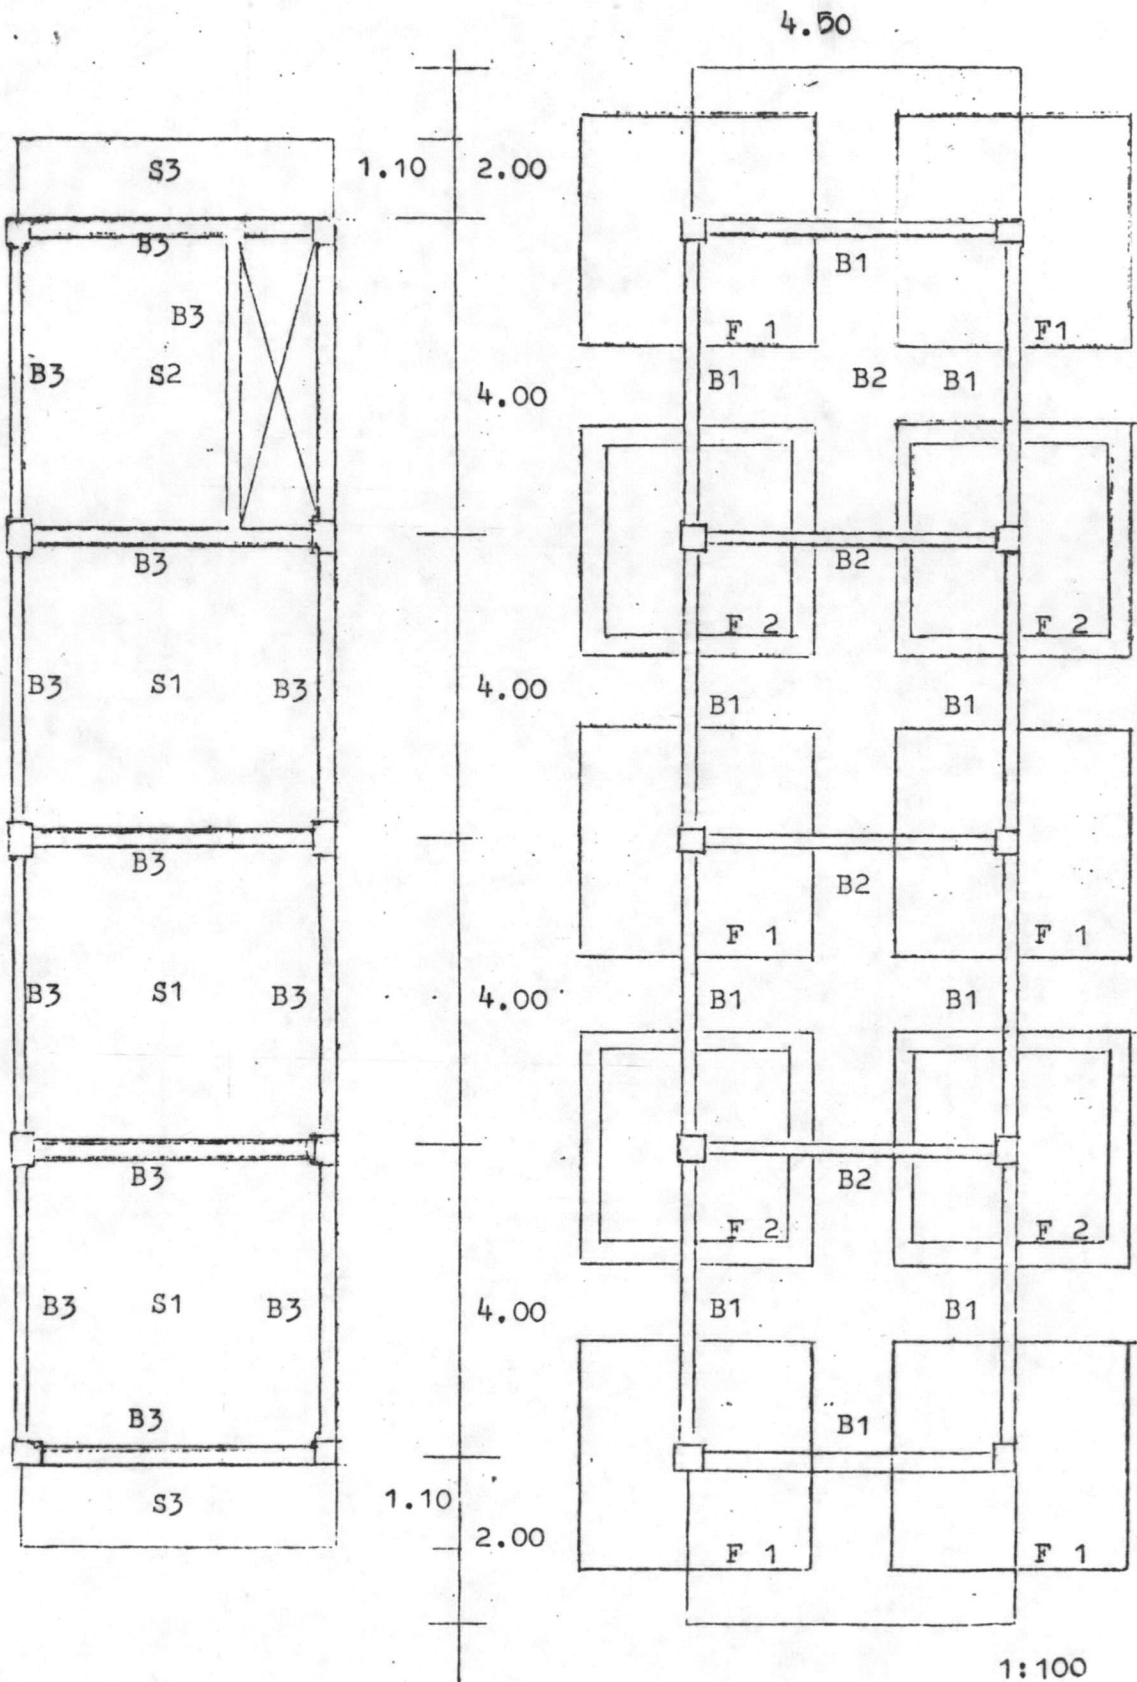 4.50
S3 1.10 2.00
B3
B1
B3
F 1 F1
B3 S2 B1 B2 B1
4.00
B3 B2
F 2 F 2
B3 S1 B3 4.00
B1 B1
B3
B2
F 1 F 1
B3 S1 B3 4.00 B1 B1
B3 B2
F 2 F 2
B3 S1 B3 4.00 B1 B1
B3 B1
S3 1.10
2.00
F 1 F 1
1:100